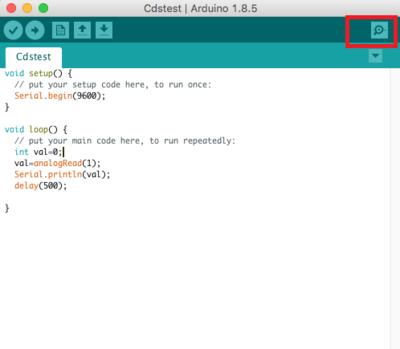 Cdstest | Arduino 1.8.5
Cdstest
void setup() {
  // put your setup code here, to run once:
  Serial.begin(9600);
}

void loop() {
  // put your main code here, to run repeatedly:
  int val=0;
  val=analogRead(1);
  Serial.println(val);
  delay(500);

}